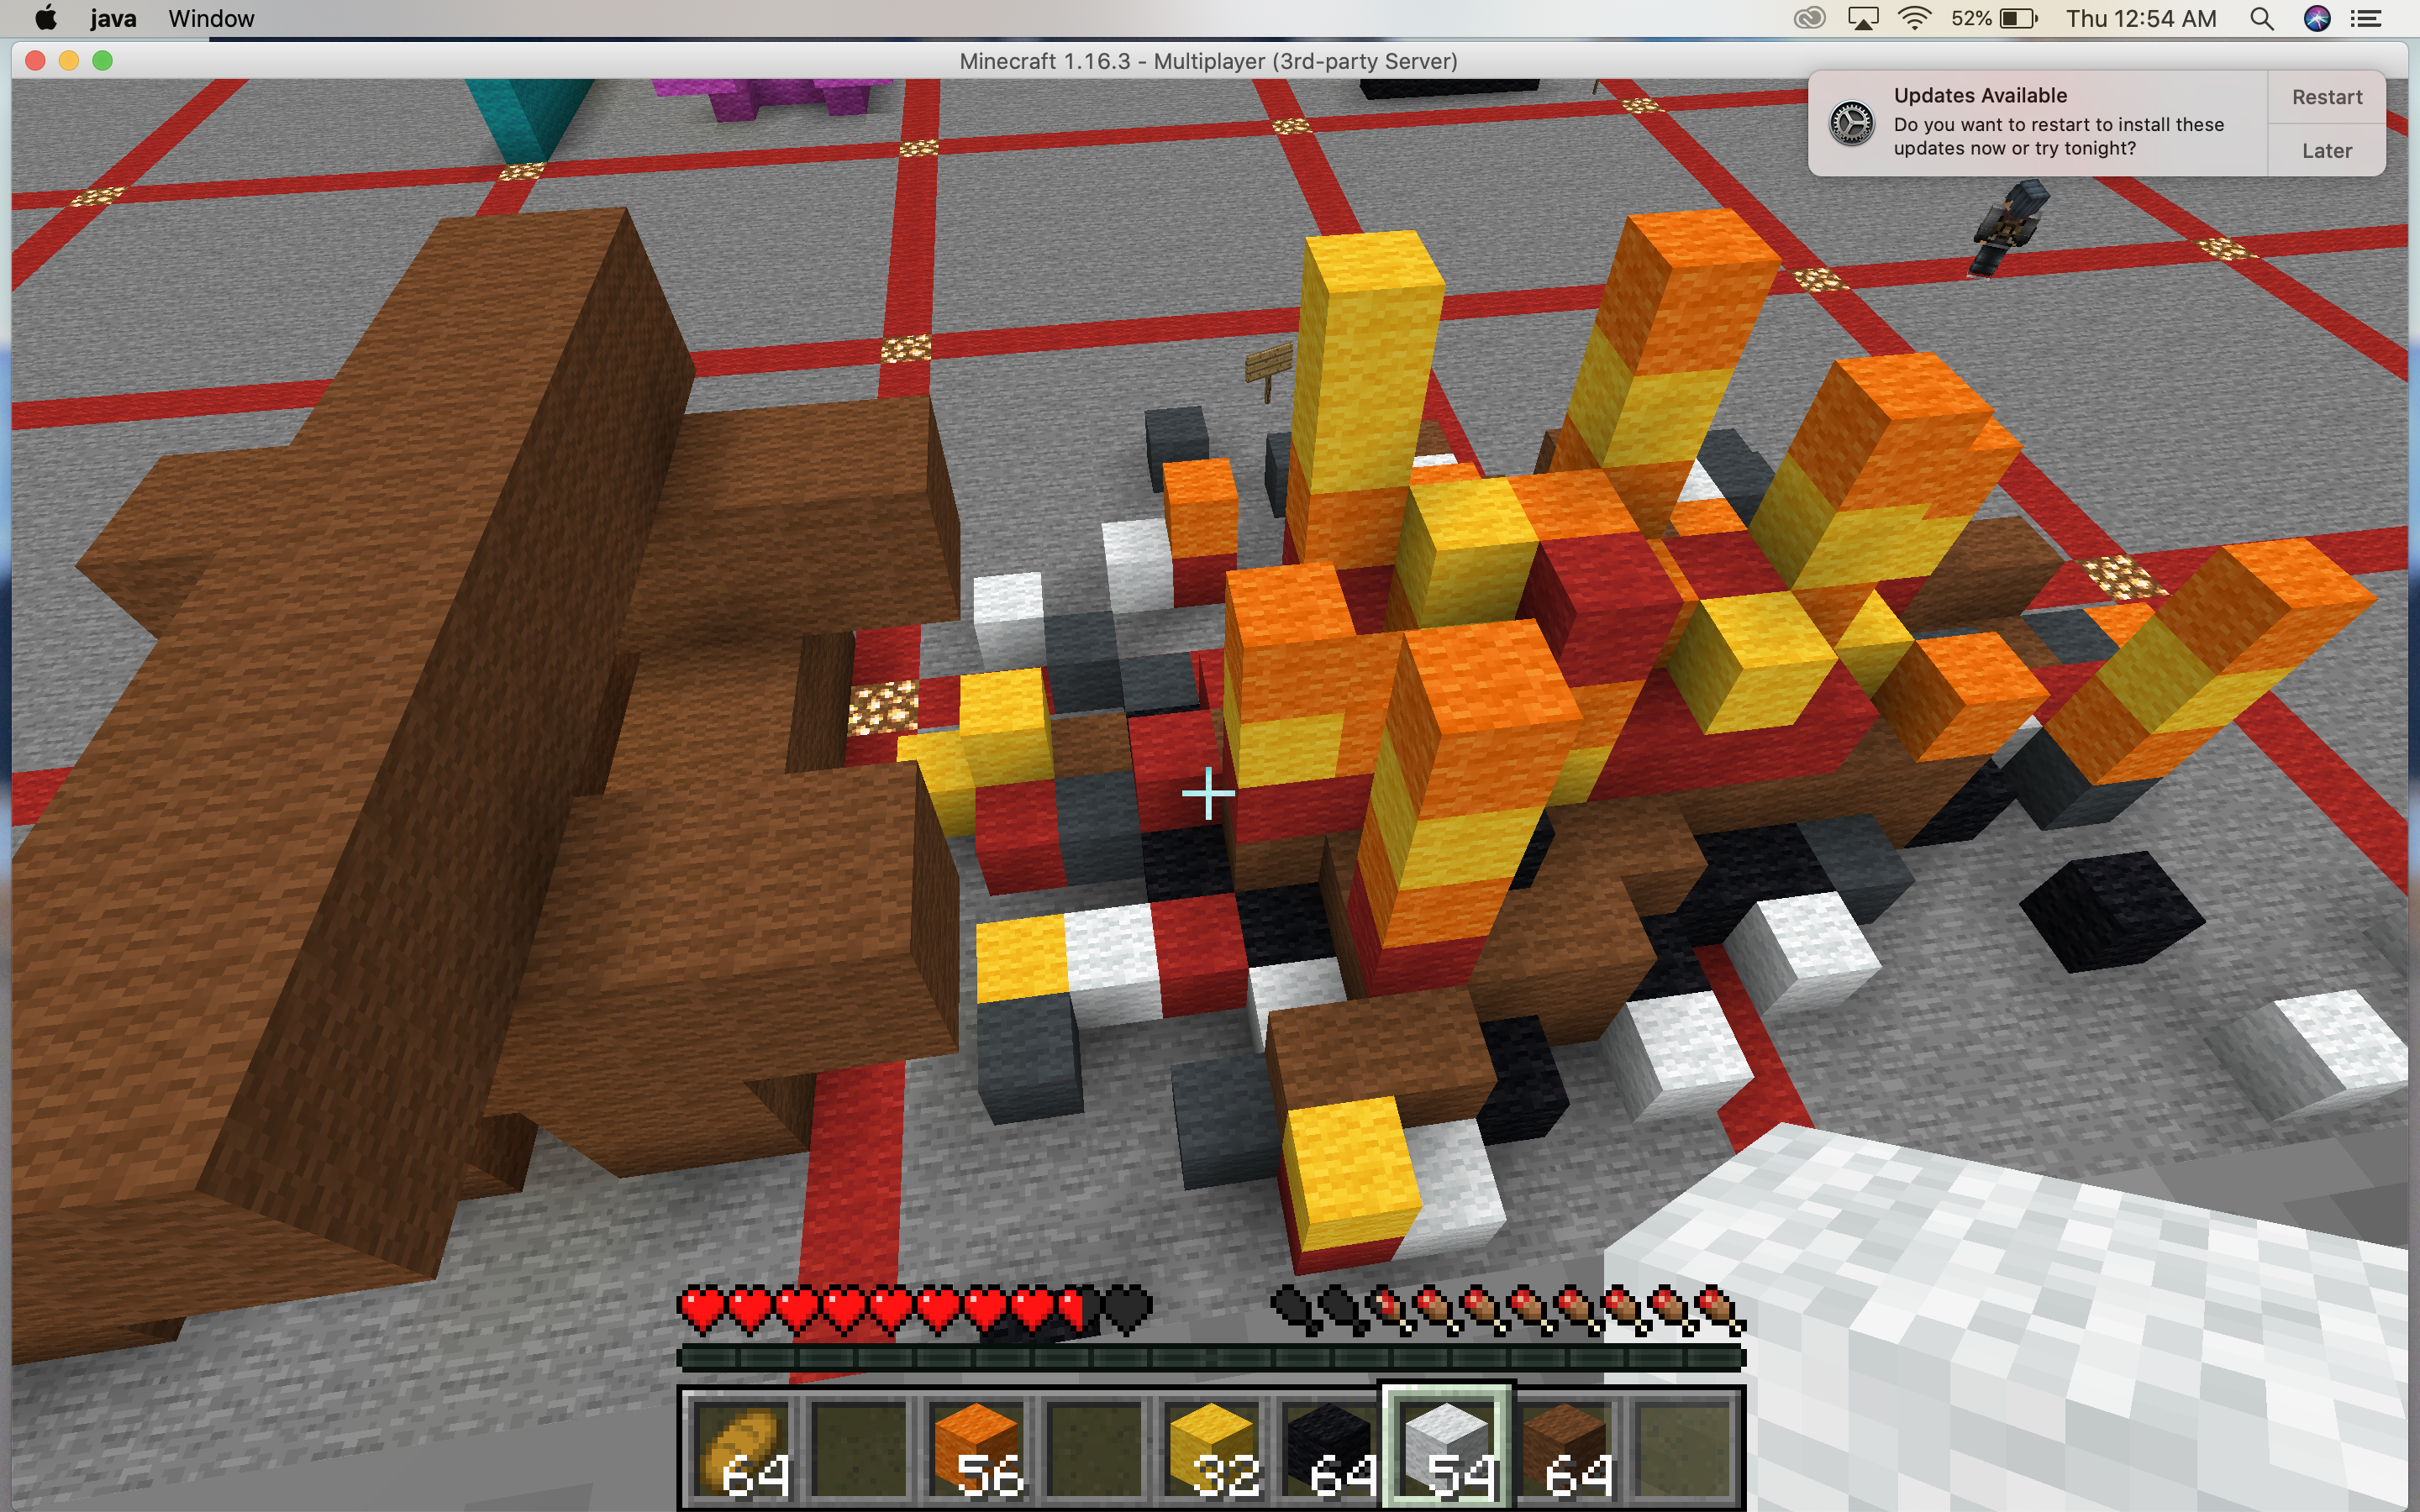 java Window 52% Thu 12:54 AM
Minecraft 1.16.3 - Multiplayer (3rd-party Server)
Updates Available
Do you want to restart to install these
updates now or try tonight?
Restart
Later
64 56 32 64 54 64